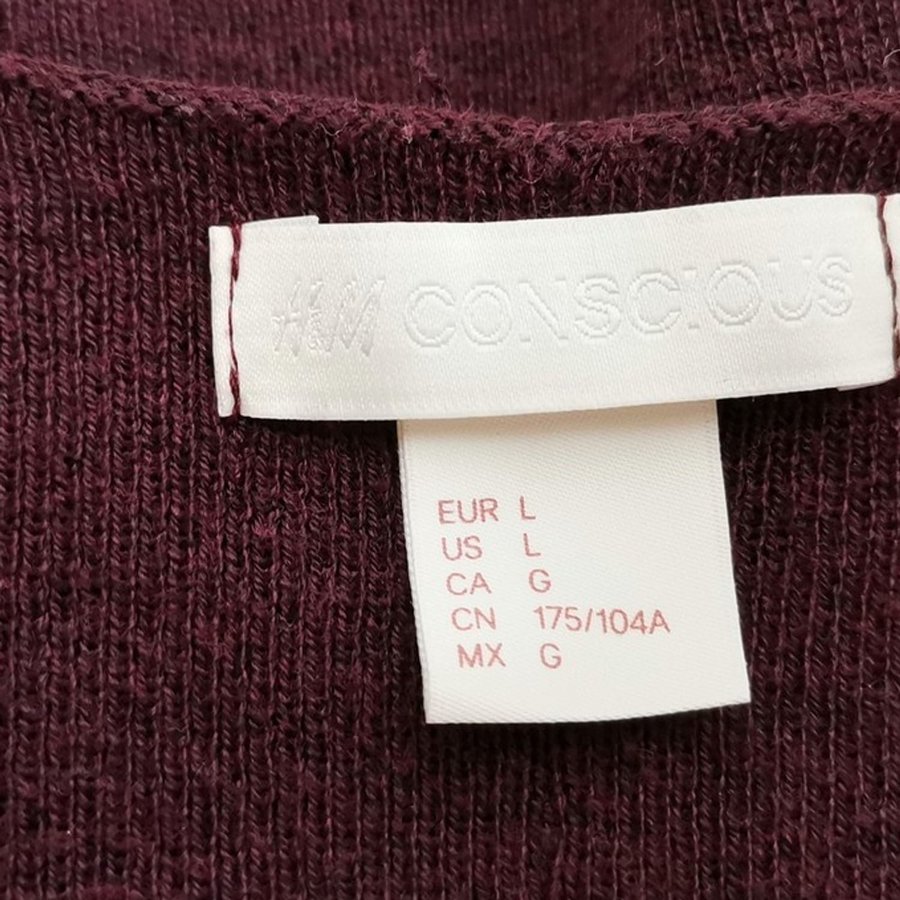 H&M CONSCIOUS
EUR L
US L
CA G
CN 175/104A
MX G